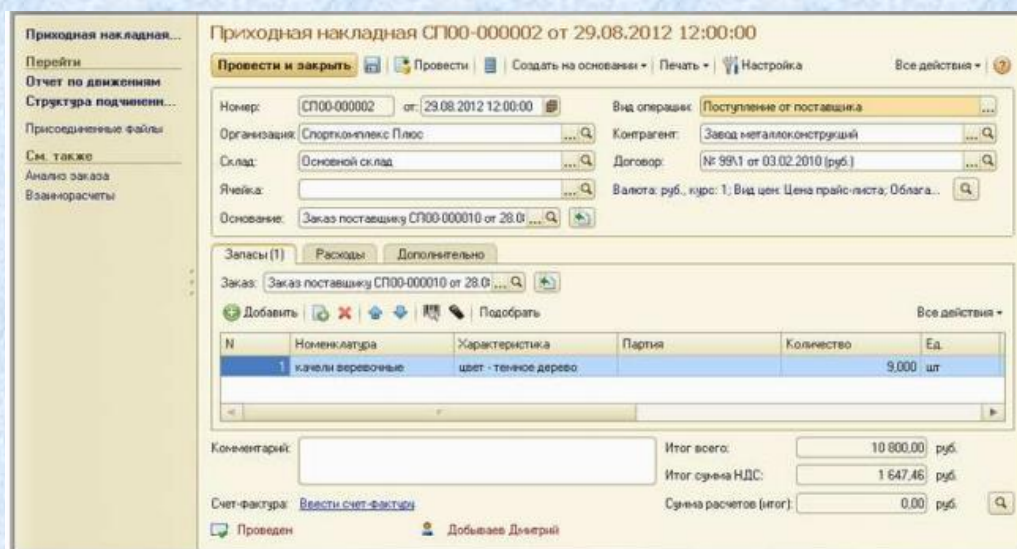 Приходная накладная...
Перейти
Отчет по движениям
Структура подчиненн...
Присоединенные файлы
См. также
Анализ заказа
Взаиморасчеты
Приходная накладная СП00-000002 от 29.08.2012 12:00:00
Провести и закрыть Провести Создать на основании Печать Настройка Все действия
Номер: СП00-000002 от: 29.08.2012 12:00:00 Вид операции: Поступление от поставщика ...
Организация: Спорткомплекс Плюс ... Контрагент: Завод металлоконструкций ...
Склад: Основной склад ... Договор: № 99\1 от 03.02.2010 (руб.) ...
Ячейка: ... Валюта: руб., курс: 1; Вид цен: Цена прайс-листа; Облага...
Основание: Заказ поставщику СП00-000010 от 28.0 ...
Запасы (1) Расходы Дополнительно
Заказ: Заказ поставщику СП00-000010 от 28.0 ...
Добавить Подобрать Все действия
N Номенклатура Характеристика Партия Количество Ед.
1 качели веревочные цвет - темное дерево 9,000 шт
Комментарий: Итог всего: 10 800,00 руб.
Итог сумма НДС: 1 647,46 руб.
Счет-фактура: Ввести счет-фактуру Сумма расчетов (итог): 0,00 руб.
Проведен Добываев Дмитрий